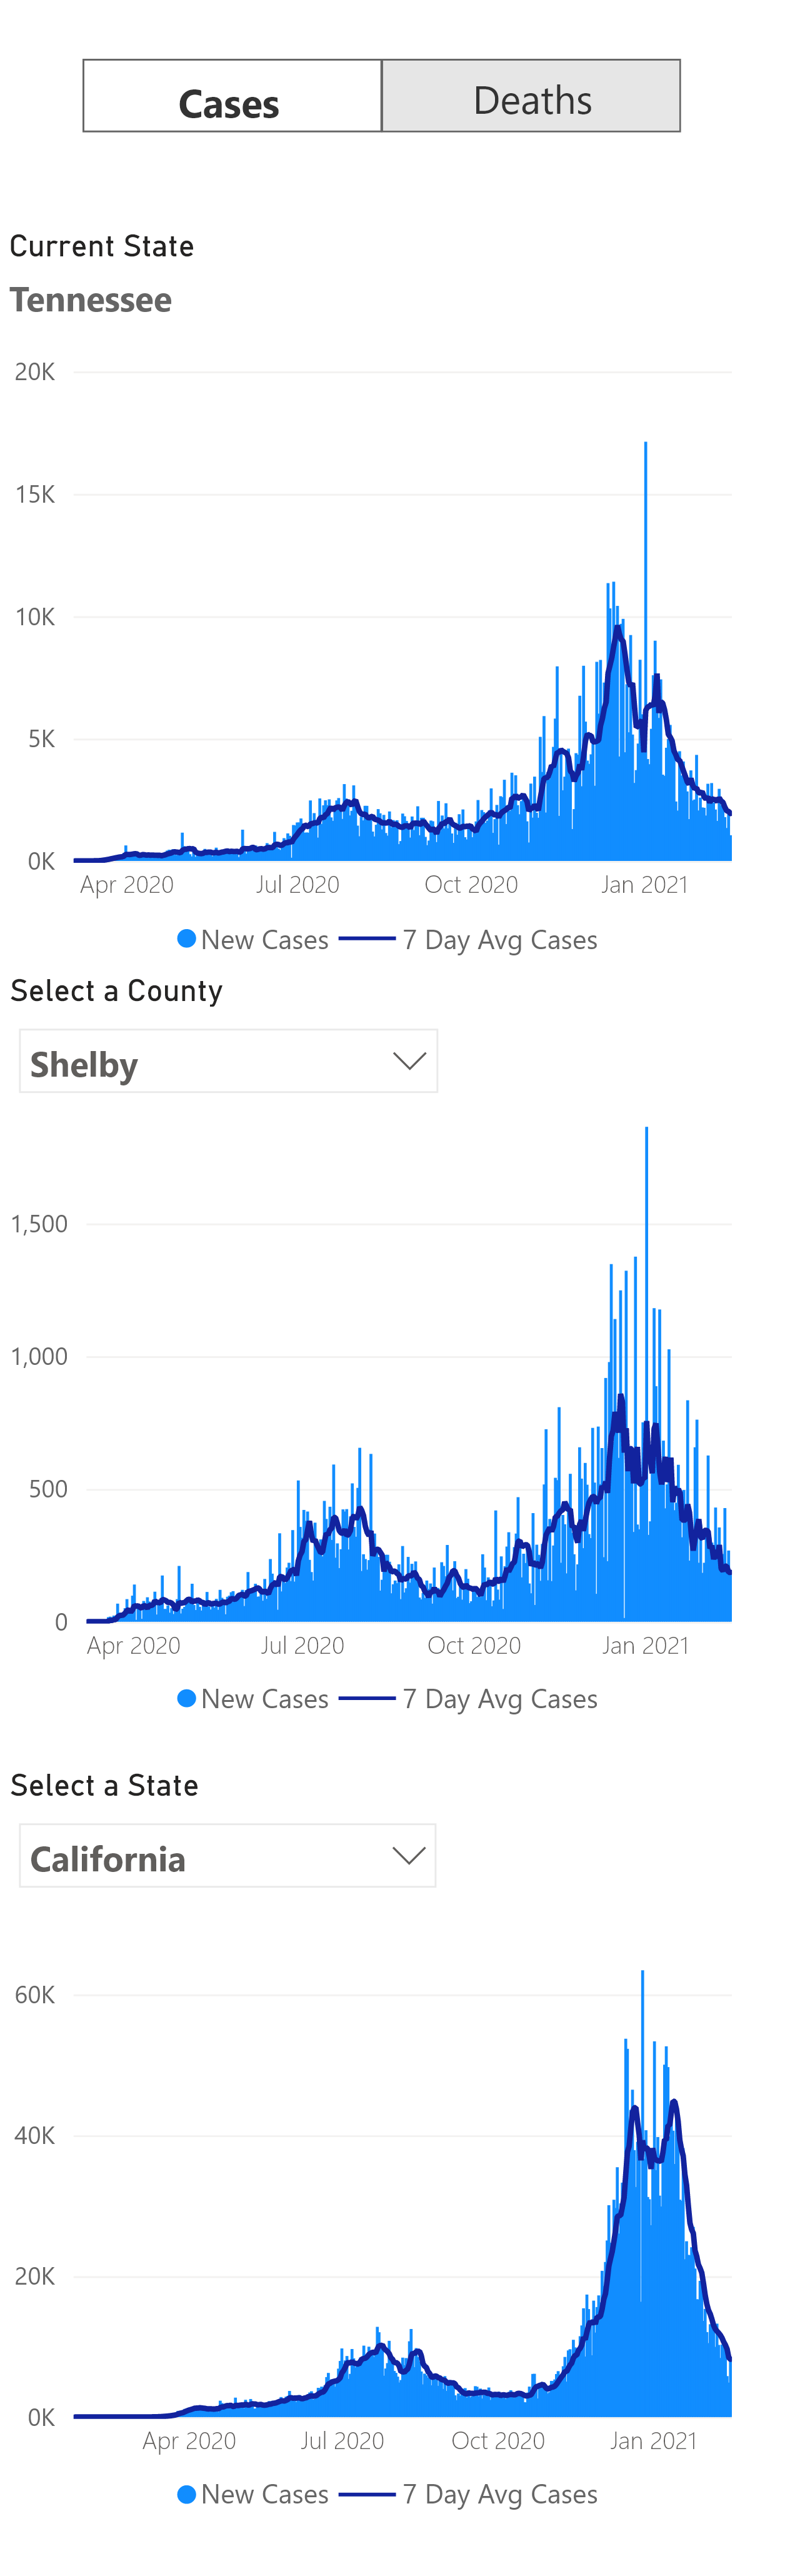 Cases Deaths
Current State
Tennessee
20K
15K
10K
5K
0K
Apr 2020 Jul 2020 Oct 2020 Jan 2021
New Cases 7 Day Avg Cases
Select a County
Shelby
1,500
1,000
500
0
Apr 2020 Jul 2020 Oct 2020 Jan 2021
New Cases 7 Day Avg Cases
Select a State
California
60K
40K
20K
0K
Apr 2020 Jul 2020 Oct 2020 Jan 2021
New Cases 7 Day Avg Cases